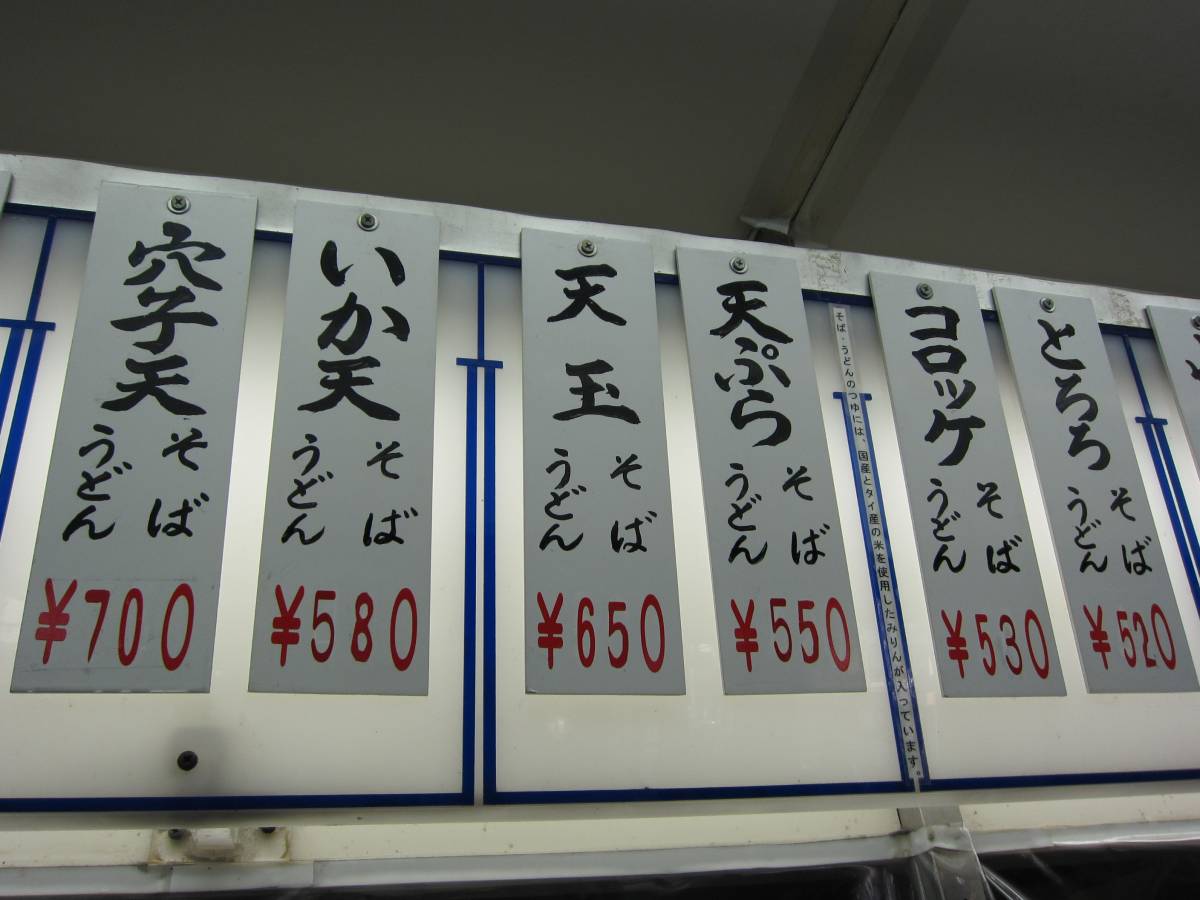 穴子天
そば
うどん
¥700
いか天
そば
うどん
¥580
天玉
そば
うどん
¥650
天ぷら
そば
うどん
¥550
そば・うどんのつゆには、国産とタイ産の米を使用したみりんが入っています。
コロッケ
そば
うどん
¥530
とろろ
そば
うどん
¥520